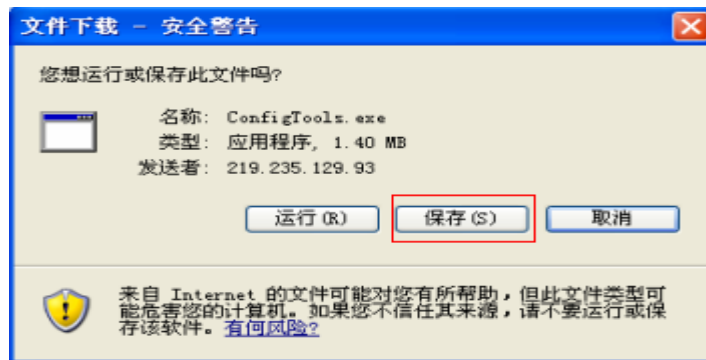 文件下载 - 安全警告
您想运行或保存此文件吗?
名称: ConfigTools.exe
类型: 应用程序, 1.40 MB
发送者: 219.235.129.93
运行(R) 保存(S) 取消
来自 Internet 的文件可能对您有所帮助，但此文件类型可
能危害您的计算机。如果您不信任其来源，请不要运行或保
存该软件。有何风险?